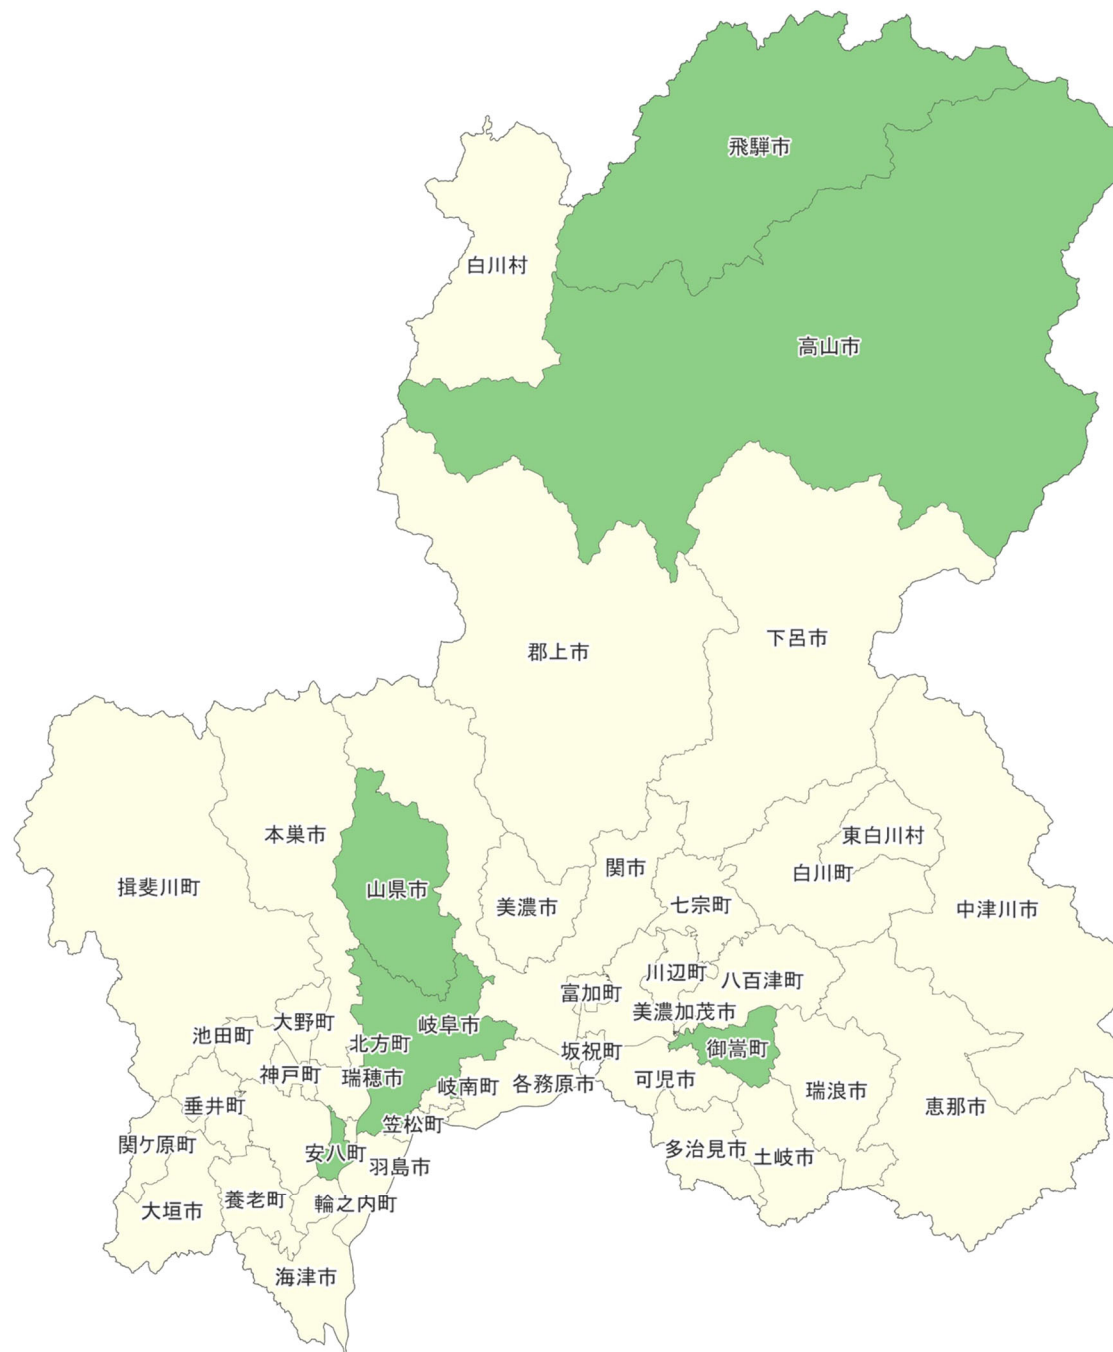 飛騨市
白川村
高山市
下呂市
郡上市
本巣市
東白川村
関市
白川町
揖斐川町
山県市
美濃市
七宗町
中津川市
川辺町
八百津町
富加町
美濃加茂市
大野町
岐阜市
池田町
北方町
御嵩町
坂祝町
神戸町
瑞穂市
岐南町
各務原市
可児市
瑞浪市
垂井町
恵那市
笠松町
関ケ原町
安八町
多治見市
土岐市
羽島市
養老町
輪之内町
大垣市
海津市